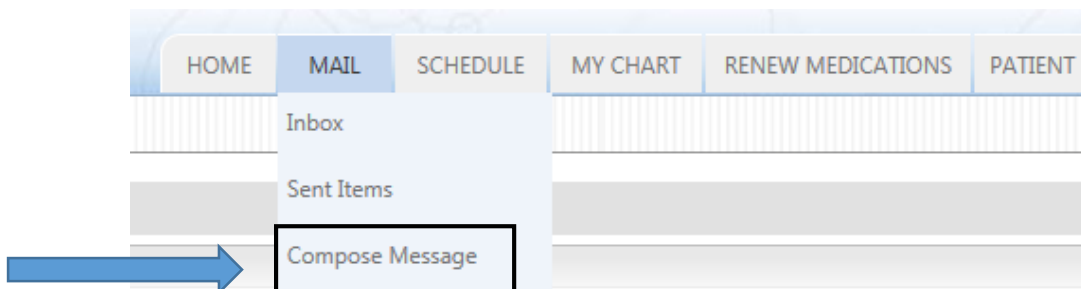 HOME MAIL SCHEDULE MY CHART RENEW MEDICATIONS PATIENT
Inbox
Sent Items
Compose Message